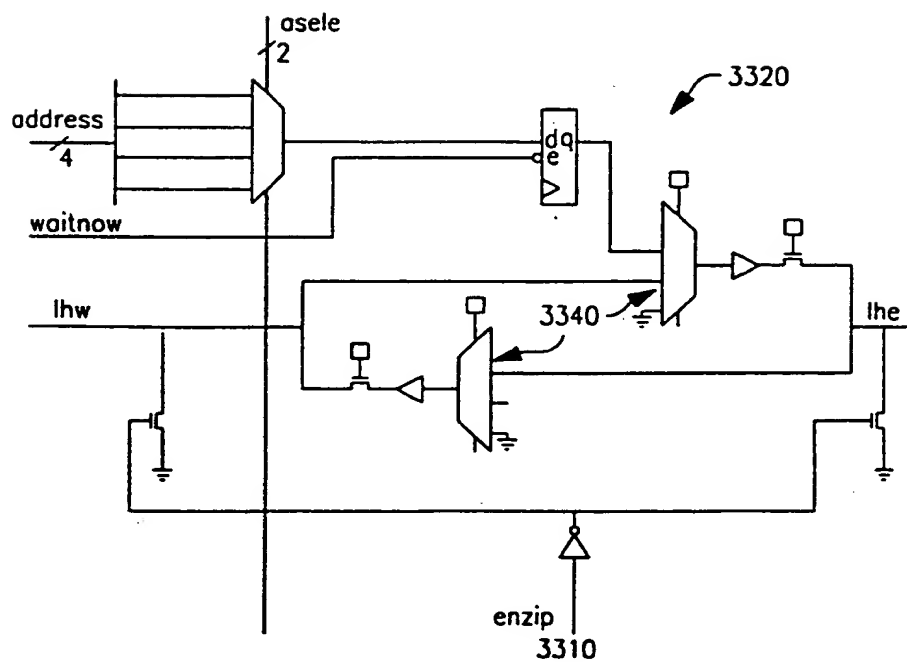 asele
2
3320
address
4
dq
e
waitnow
lhw
3340
lhe
enzip
3310